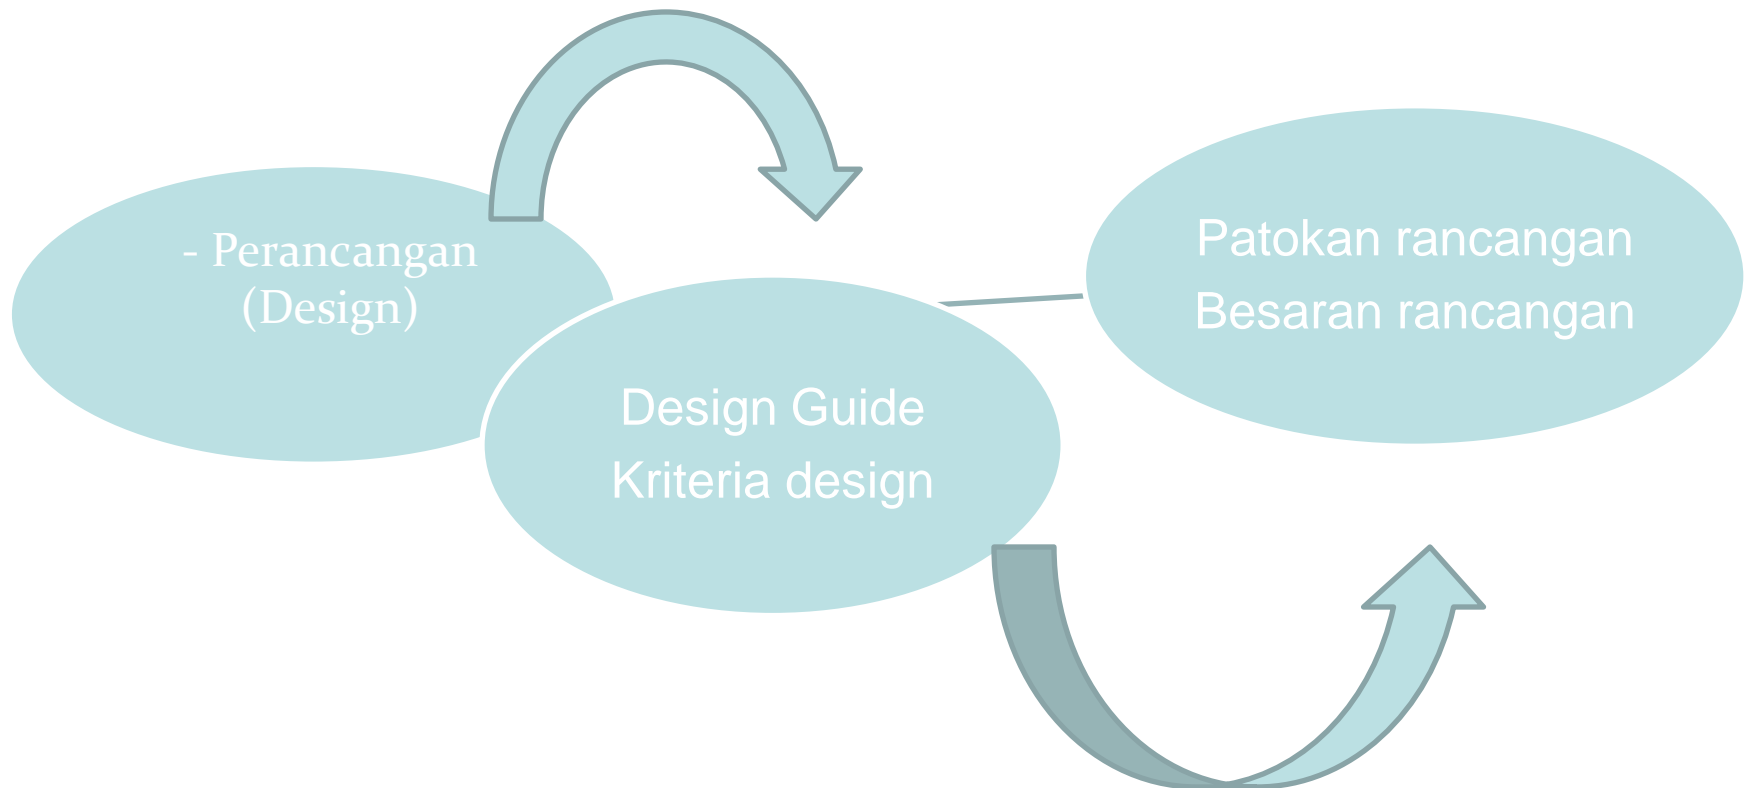 - Perancangan
(Design)
Design Guide
Kriteria design
Patokan rancangan
Besaran rancangan